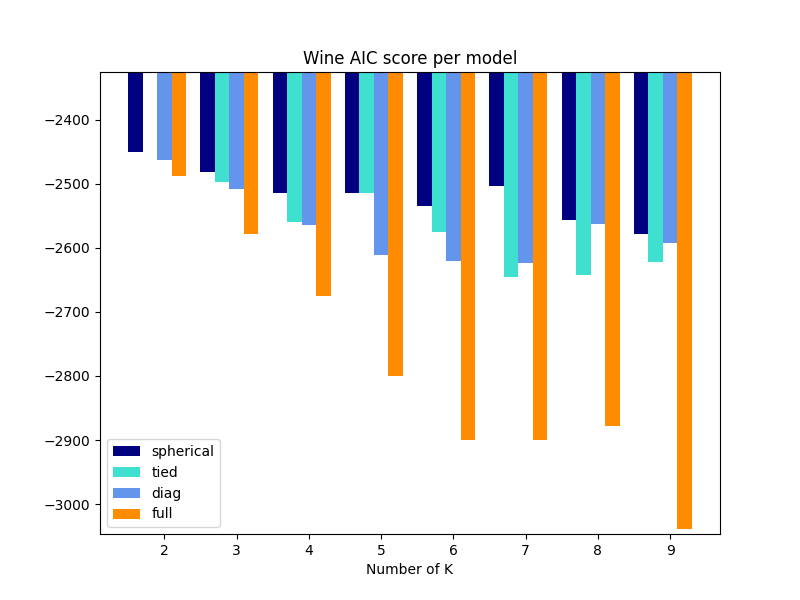 Wine AIC score per model
−2400
−2500
−2600
−2700
−2800
−2900
−3000
spherical
tied
diag
full
2 3 4 5 6 7 8 9
Number of K